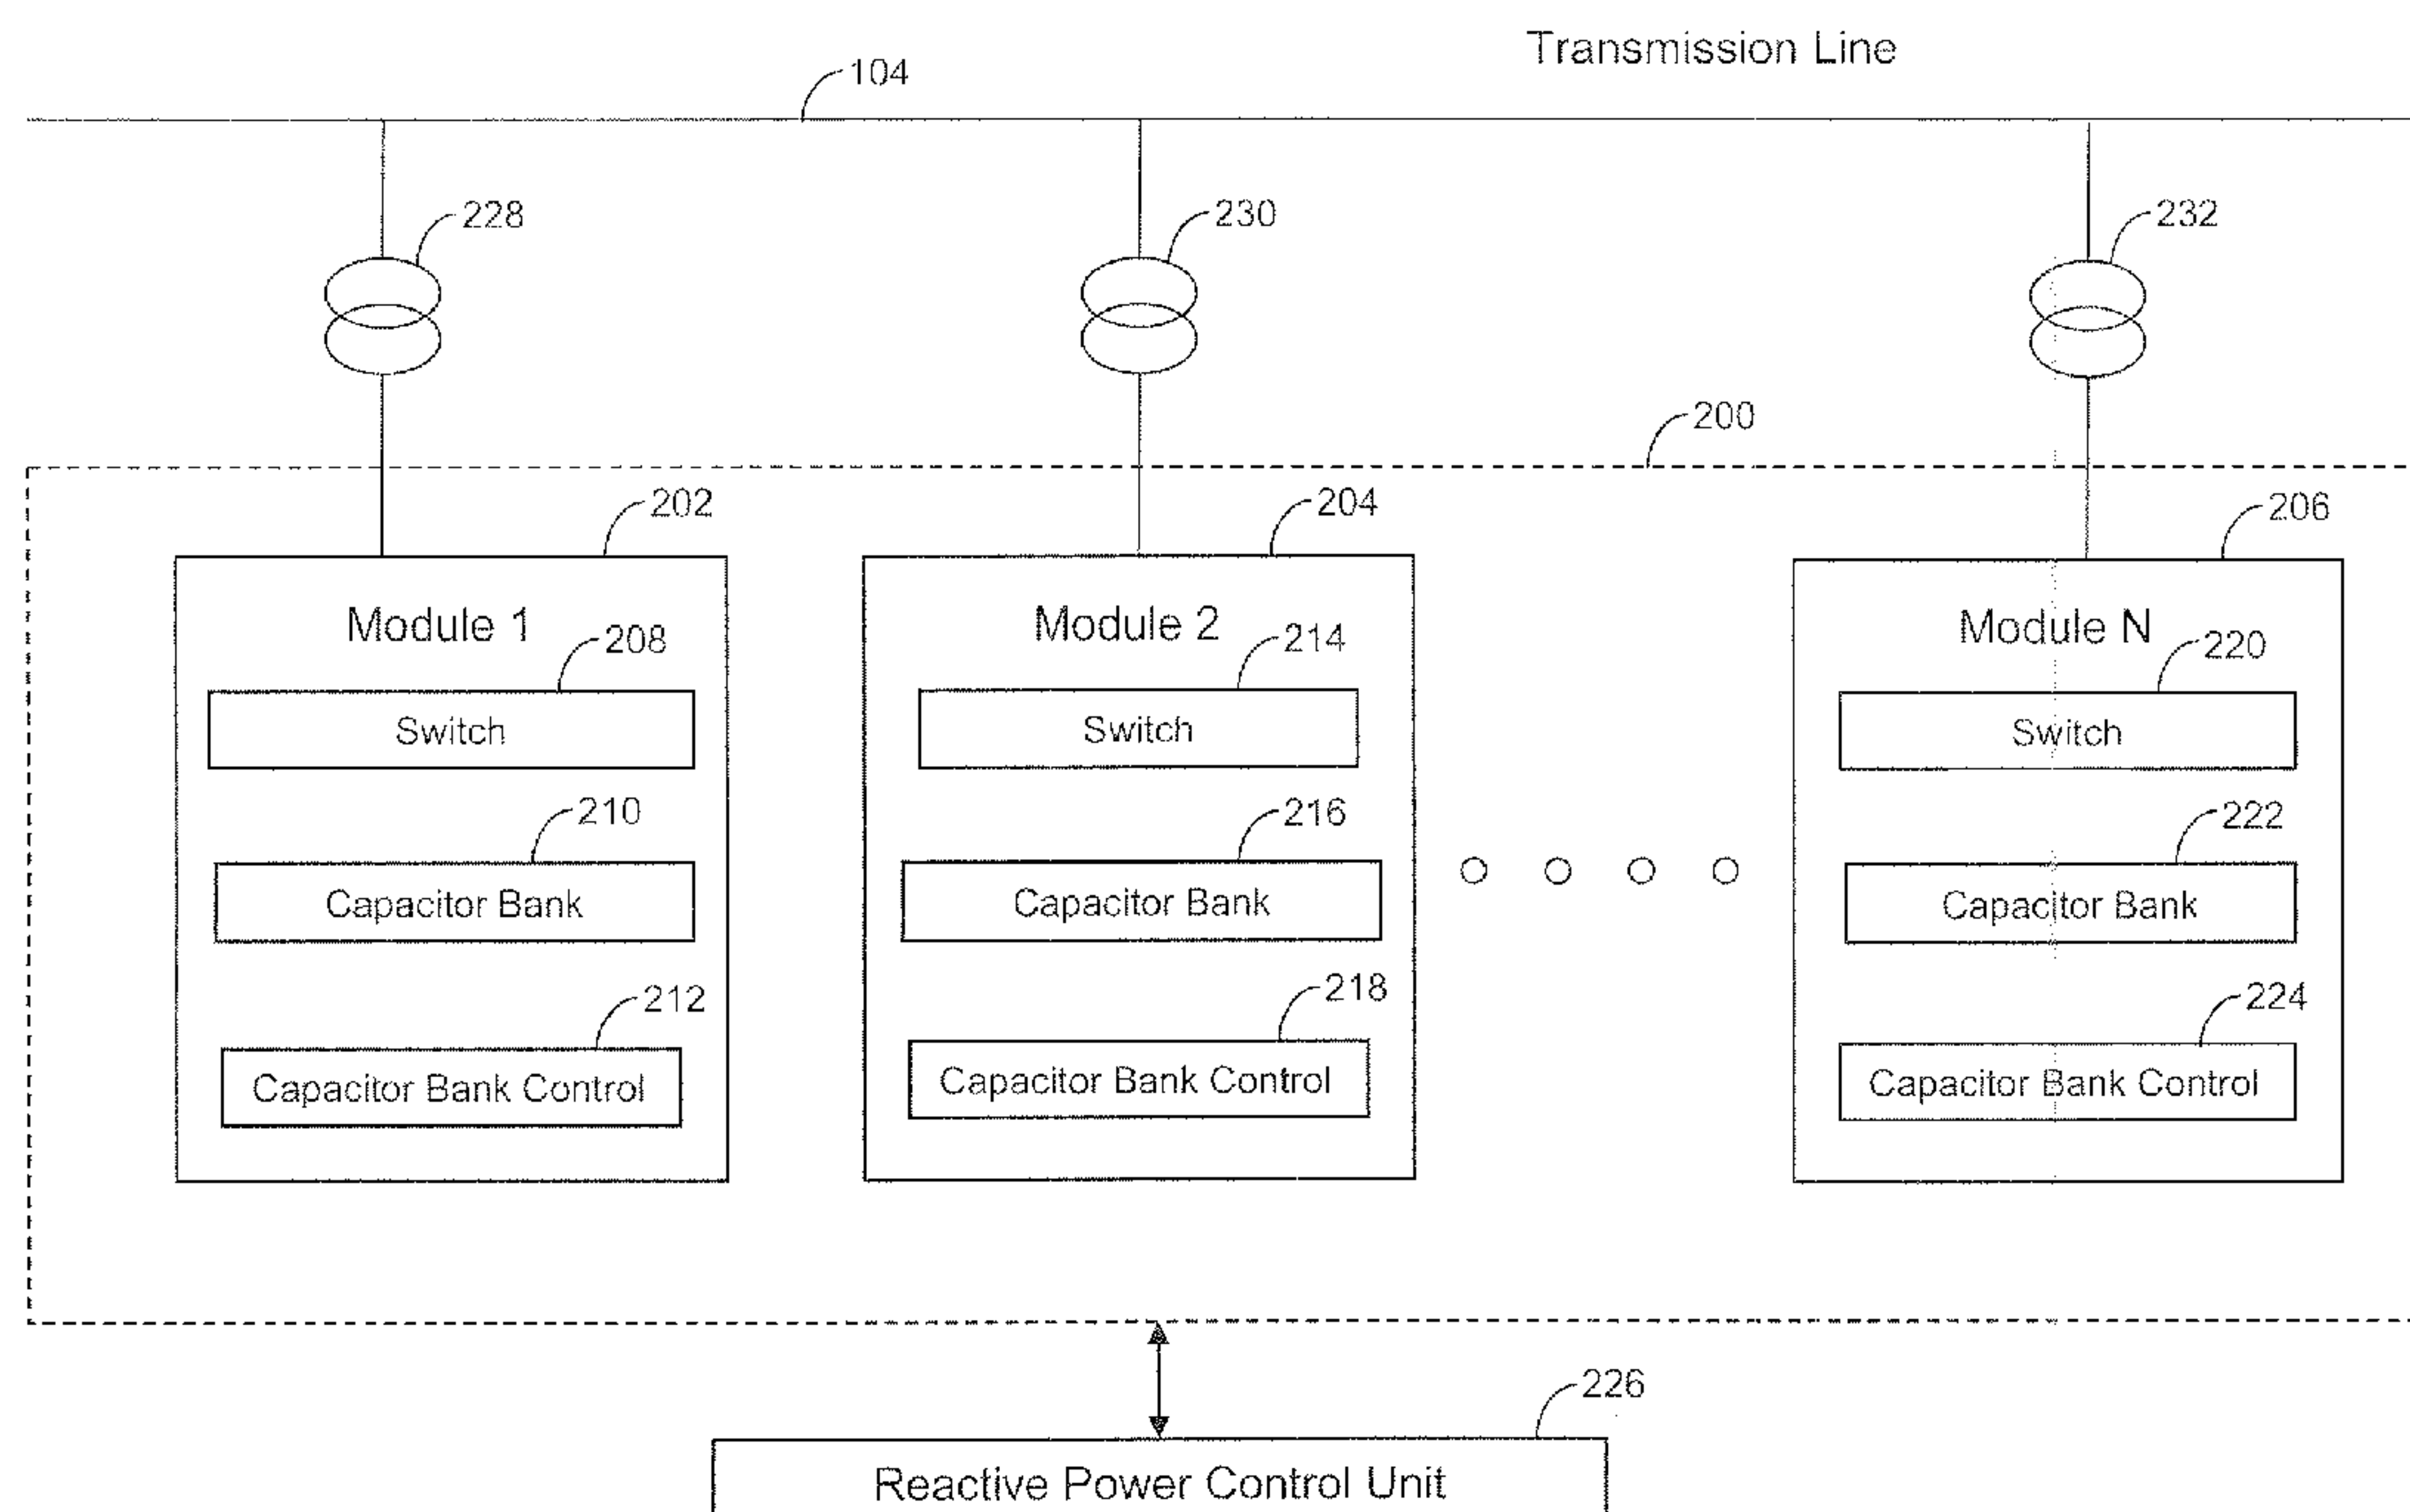 Transmission Line
104
228
230
232
200
202
204
206
Module 1
208
Switch
210
Capacitor Bank
212
Capacitor Bank Control
Module 2
214
Switch
216
Capacitor Bank
218
Capacitor Bank Control
Module N
220
Switch
222
Capacitor Bank
224
Capacitor Bank Control
226
Reactive Power Control Unit